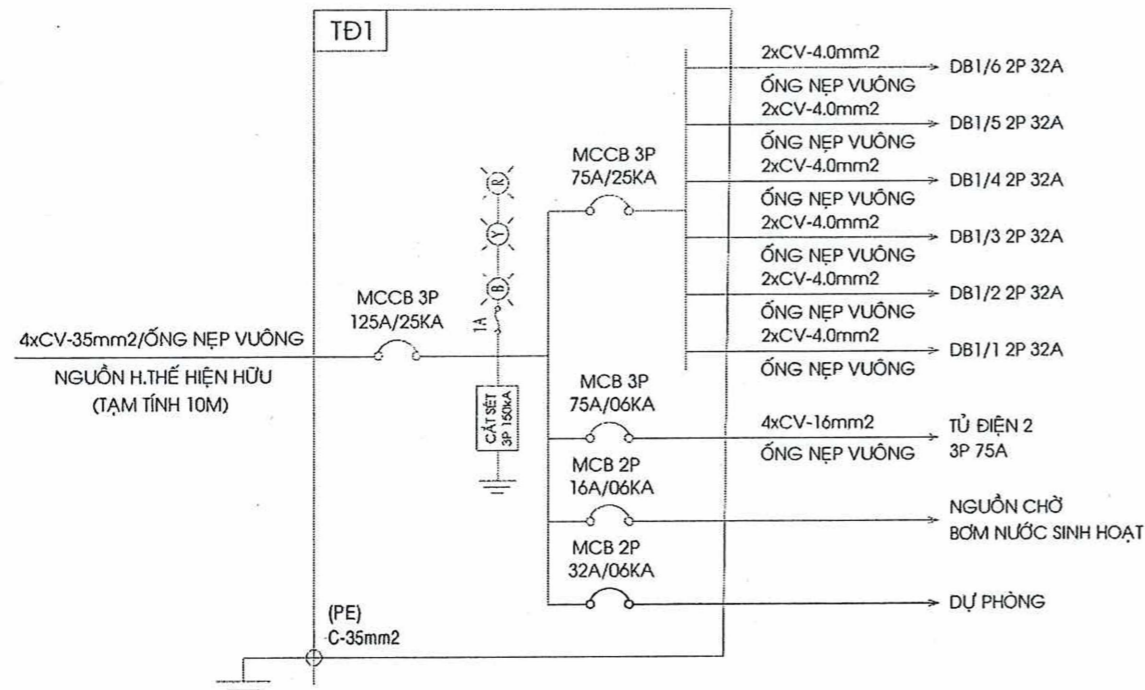 TĐ1
4xCV-35mm2/ỐNG NẸP VUÔNG
NGUỒN H.THẾ HIỆN HỮU
(TẠM TÍNH 10M)
MCCB 3P
125A/25KA
R
Y
B
1A
CẮT SÉT
3P 150kA
MCCB 3P
75A/25KA
2xCV-4.0mm2
ỐNG NẸP VUÔNG
DB1/6 2P 32A
2xCV-4.0mm2
ỐNG NẸP VUÔNG
DB1/5 2P 32A
2xCV-4.0mm2
ỐNG NẸP VUÔNG
DB1/4 2P 32A
2xCV-4.0mm2
ỐNG NẸP VUÔNG
DB1/3 2P 32A
2xCV-4.0mm2
ỐNG NẸP VUÔNG
DB1/2 2P 32A
2xCV-4.0mm2
ỐNG NẸP VUÔNG
DB1/1 2P 32A
MCB 3P
75A/06KA
4xCV-16mm2
ỐNG NẸP VUÔNG
TỦ ĐIỆN 2
3P 75A
MCB 2P
16A/06KA
NGUỒN CHỜ
BƠM NƯỚC SINH HOẠT
MCB 2P
32A/06KA
DỰ PHÒNG
(PE)
C-35mm2